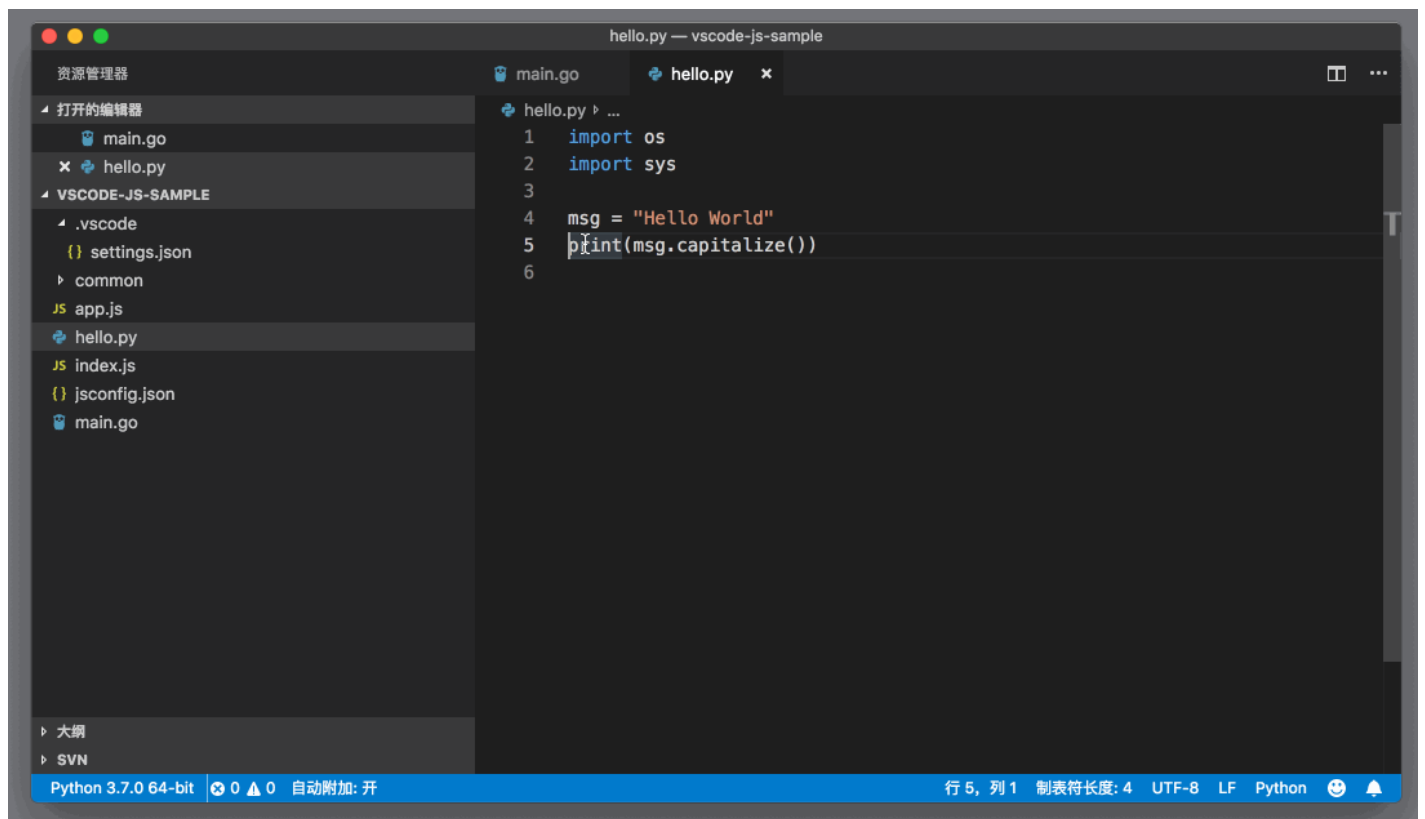 hello.py — vscode-js-sample
资源管理器
打开的编辑器
main.go
hello.py
VSCODE-JS-SAMPLE
.vscode
{} settings.json
common
JS app.js
hello.py
JS index.js
{} jsconfig.json
main.go
大纲
SVN
main.go hello.py
hello.py ...
1 import os
2 import sys
3
4 msg = "Hello World"
5 print(msg.capitalize())
6
T
Python 3.7.0 64-bit 0 0 自动附加: 开 行 5, 列 1 制表符长度: 4 UTF-8 LF Python